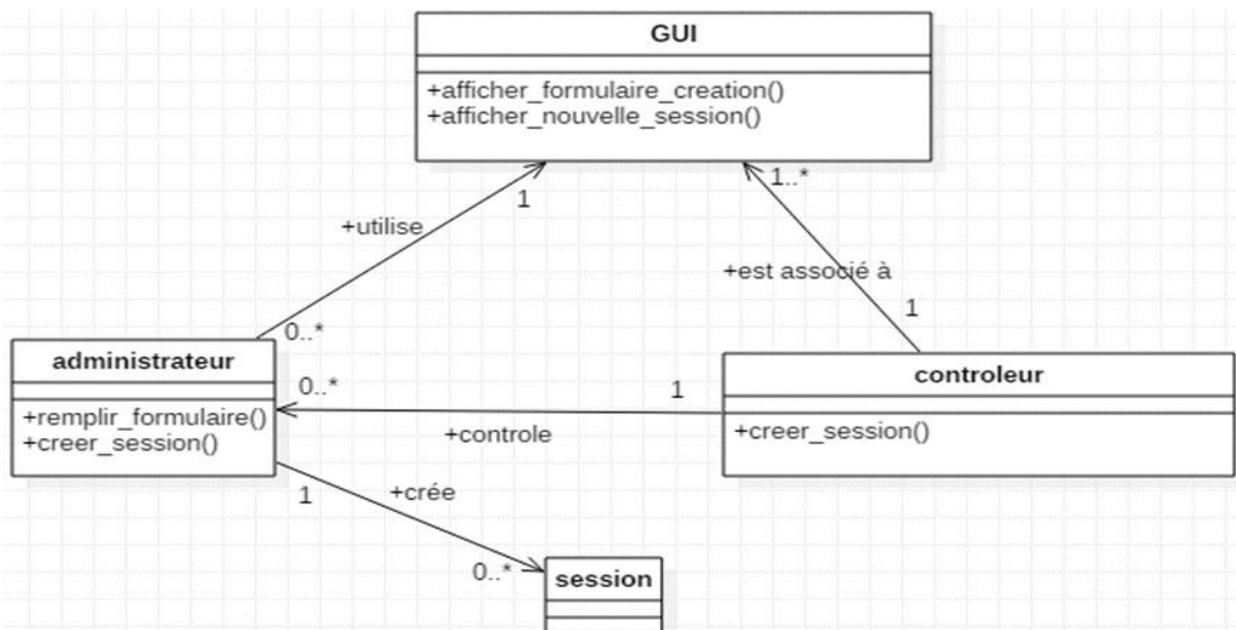 GUI
+afficher_formulaire_creation()
+afficher_nouvelle_session()
1..*
1
+utilise
+est associé à
1
0..*
administrateur
controleur
0..*
1
+remplir_formulaire()
+creer_session()
+controle
+creer_session()
1
+crée
0..*
session